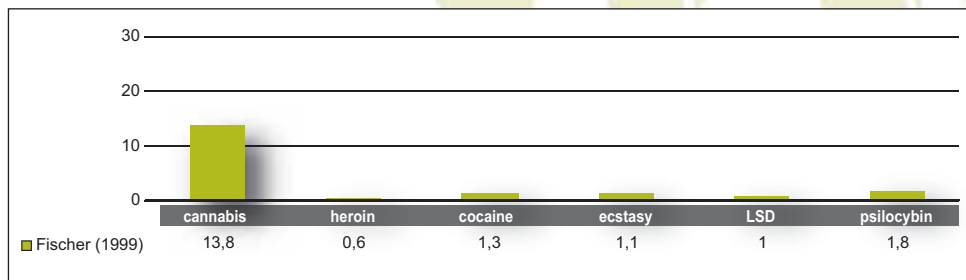 30
20
10
0
cannabis heroin cocaine ecstasy LSD psilocybin
Fischer (1999) 13,8 0,6 1,3 1,1 1 1,8